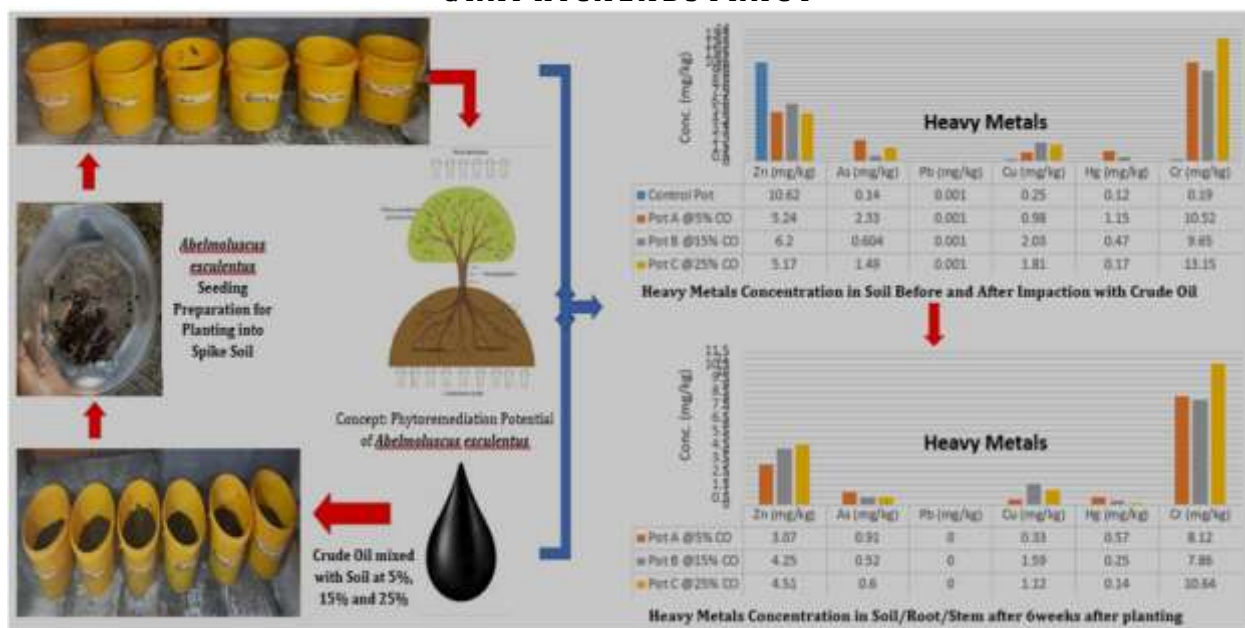 Abelmoluscus
esculentus
Seeding
Preparation for
Planting into
Spike Soil
Concept: Phytoremediation Potential
of Abelmoluscus esculentus
Crude Oil mixed
with Soil at 5%,
15% and 25%
Conc. (mg/kg)
Heavy Metals
Zn (mg/kg) As (mg/kg) Pb (mg/kg) Cu (mg/kg) Hg (mg/kg) Cr (mg/kg)
Control Pot 10.62 0.14 0.001 0.25 0.12 0.19
Pot A @5% CO 5.24 2.33 0.001 0.98 1.15 10.52
Pot B @15% CO 6.2 0.604 0.001 2.03 0.47 9.65
Pot C @25% CO 5.17 1.49 0.001 1.81 0.17 13.15
Heavy Metals Concentration in Soil Before and After Impaction with Crude Oil
Conc. (mg/kg)
Heavy Metals
Zn (mg/kg) As (mg/kg) Pb (mg/kg) Cu (mg/kg) Hg (mg/kg) Cr (mg/kg)
Pot A @5% CO 3.07 0.91 0 0.33 0.57 8.12
Pot B @15% CO 4.25 0.52 0 1.59 0.25 7.86
Pot C @25% CO 4.51 0.6 0 1.12 0.14 10.64
Heavy Metals Concentration in Soil/Root/Stem after 6weeks after planting